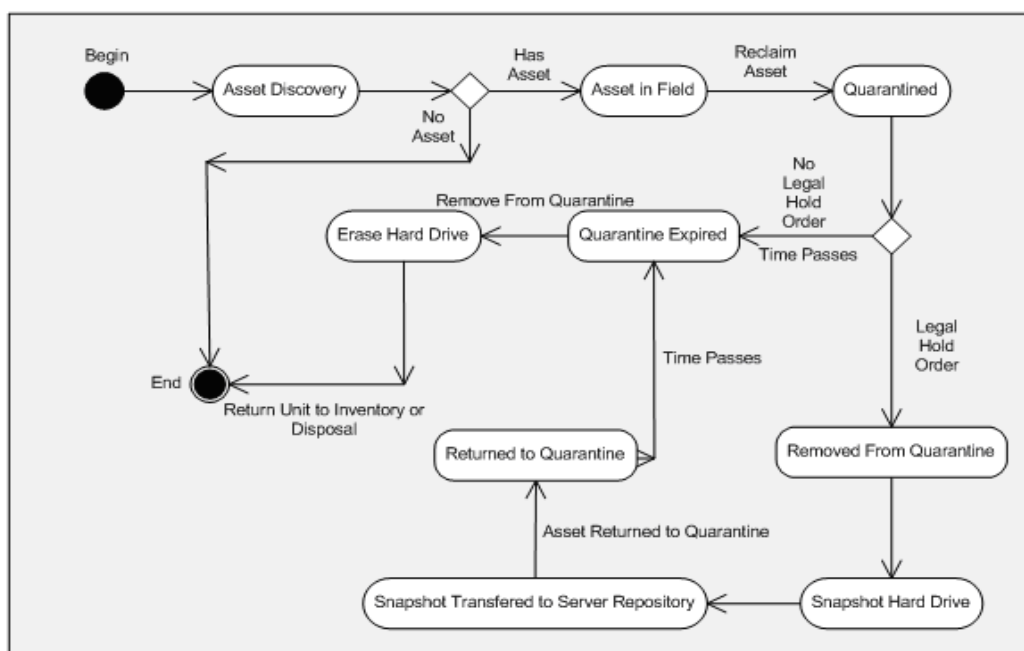 Begin
Asset Discovery
Has
Asset
No
Asset
Asset in Field
Reclaim
Asset
Quarantined
No
Legal
Hold
Order
Time Passes
Remove From Quarantine
Quarantine Expired
Erase Hard Drive
Legal
Hold
Order
Time Passes
End
Return Unit to Inventory or
Disposal
Returned to Quarantine
Removed From Quarantine
Asset Returned to Quarantine
Snapshot Transfered to Server Repository
Snapshot Hard Drive